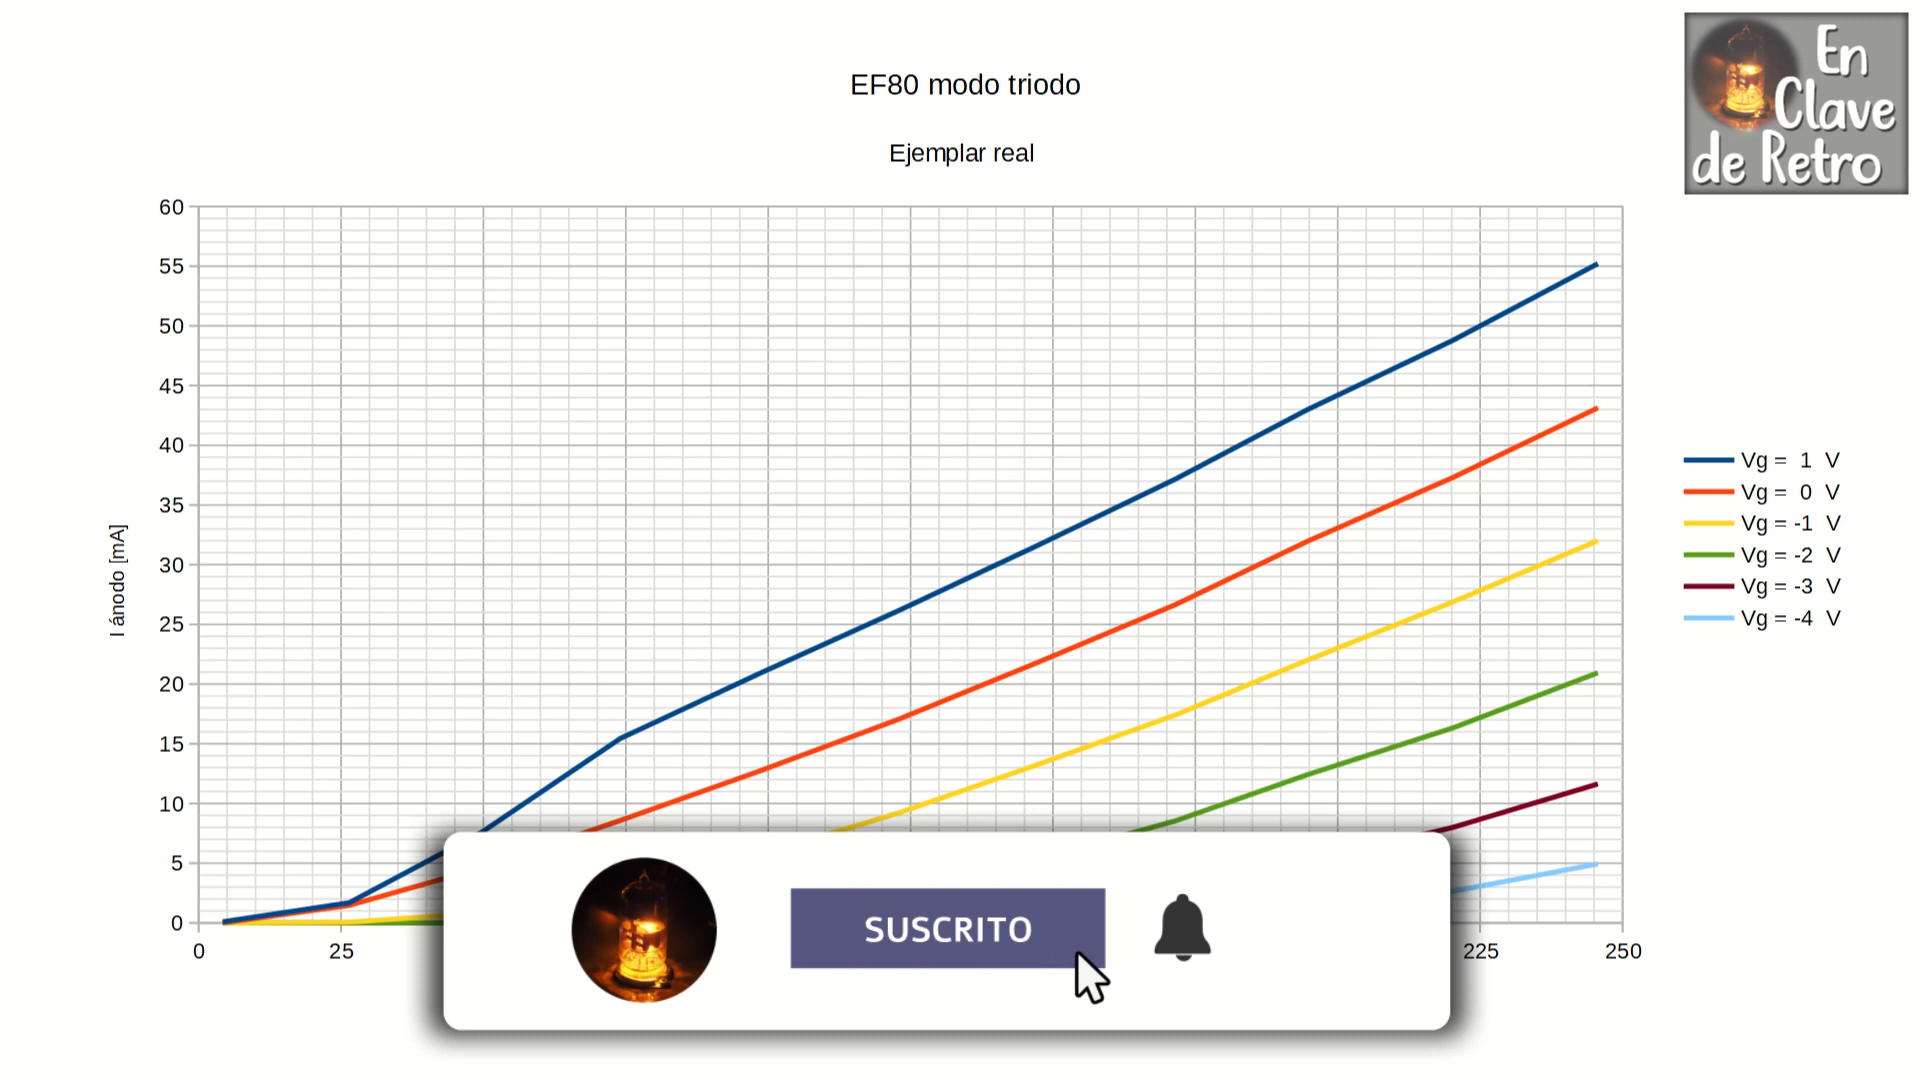 En
Clave
de Retro
EF80 modo triodo
Ejemplar real
60
55
50
45
40
35
30
25
20
15
10
5
0
I ánodo [mA]
0
25
225
250
Vg = 1 V
Vg = 0 V
Vg = -1 V
Vg = -2 V
Vg = -3 V
Vg = -4 V
SUSCRITO